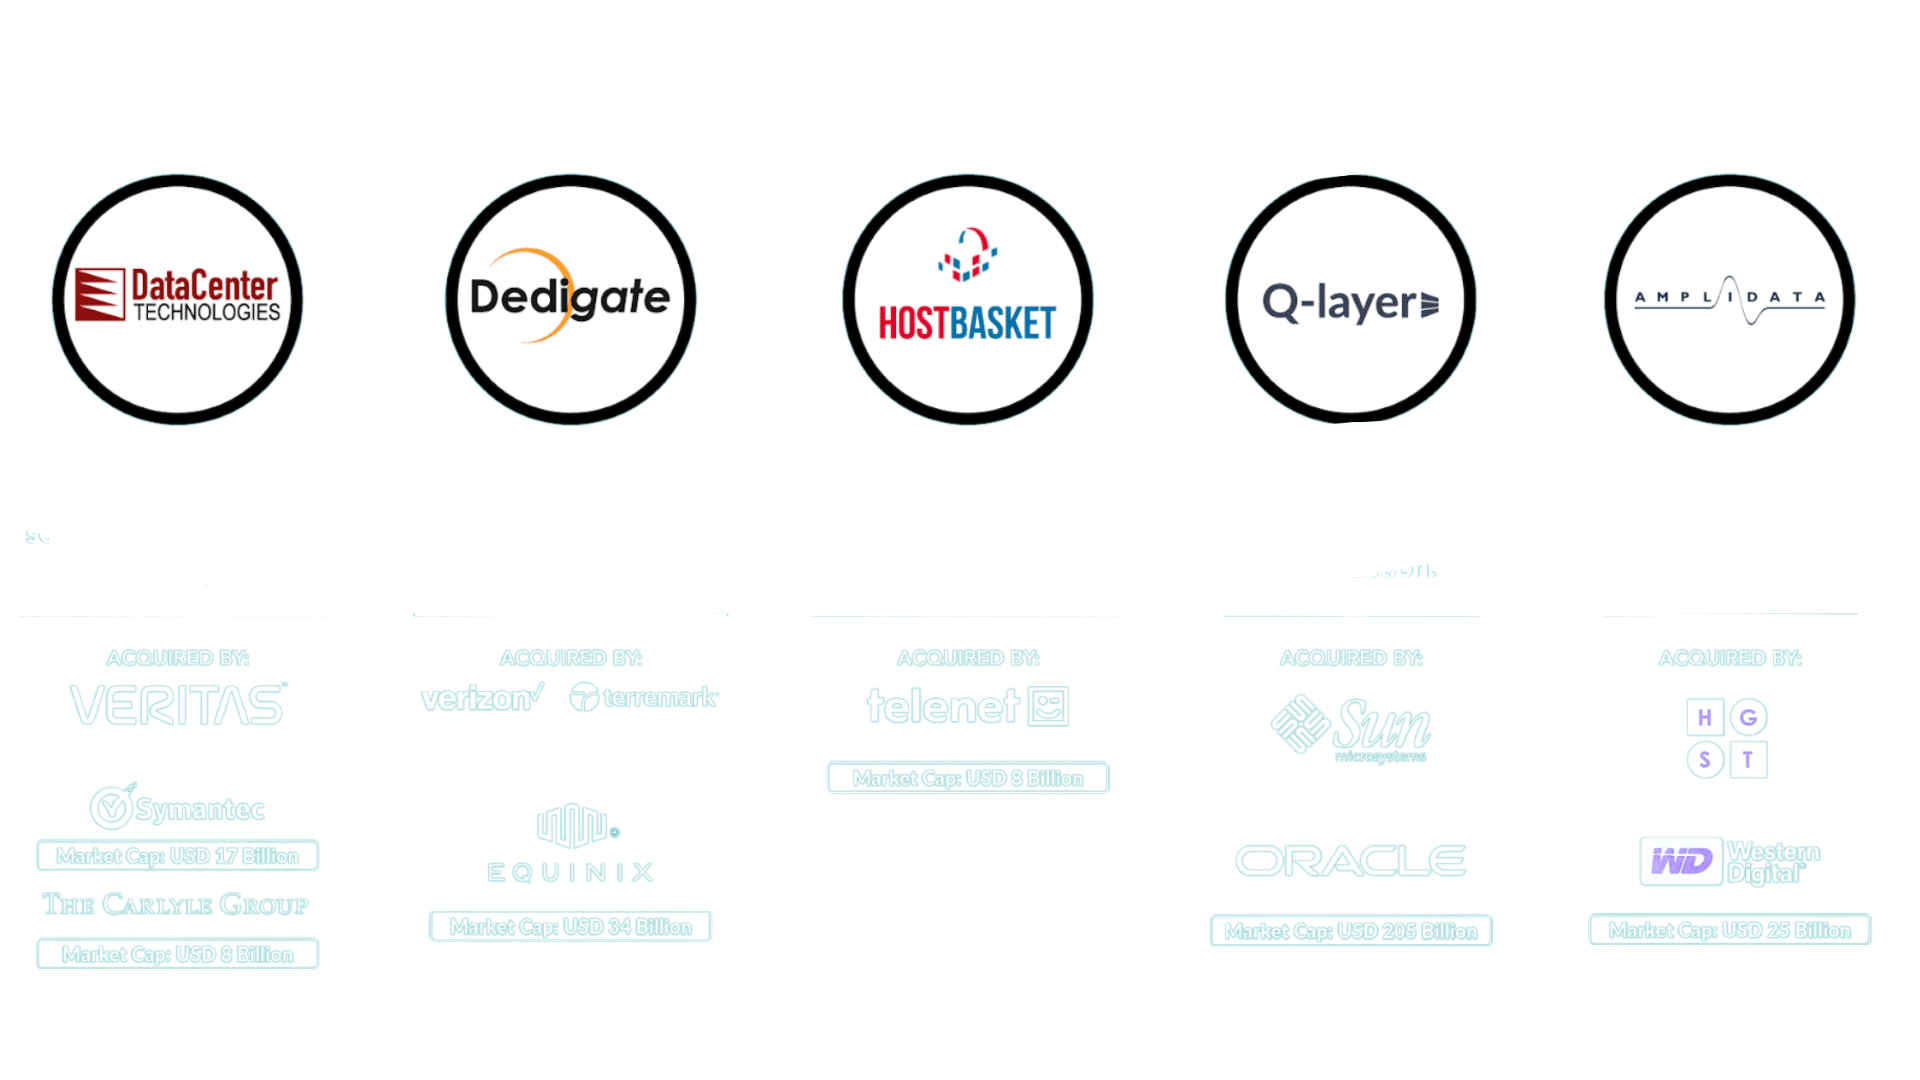 DataCenter
TECHNOLOGIES
Dedigate
HOSTBASKET
Q-layer
AMPLIDATA
ACQUIRED BY:
VERITAS™
Symantec
Market Cap: USD 17 Billion
THE CARLYLE GROUP
Market Cap: USD 8 Billion
ACQUIRED BY:
verizon terremark
EQUINIX
Market Cap: USD 34 Billion
ACQUIRED BY:
telenet
Market Cap: USD 8 Billion
ACQUIRED BY:
Sun
microsystems
ORACLE
Market Cap: USD 205 Billion
ACQUIRED BY:
H G
S T
WD Western
Digital
Market Cap: USD 25 Billion